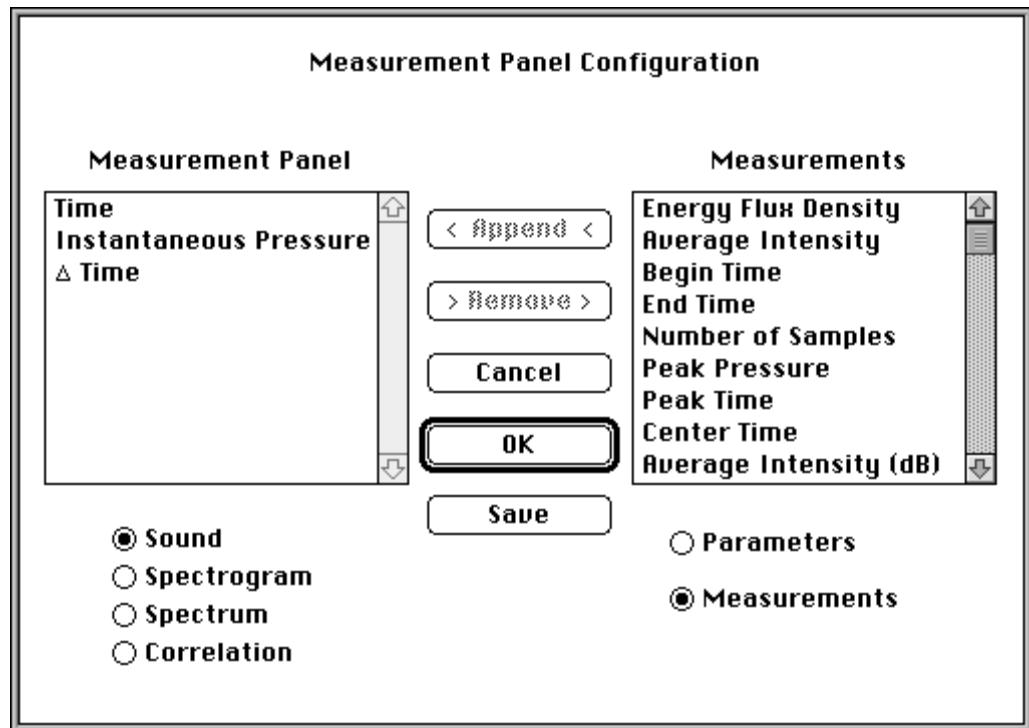 Measurement Panel Configuration
Measurement Panel
Time
Instantaneous Pressure
Δ Time
< Append <
> Remove >
Cancel
OK
Save
Measurements
Energy Flux Density
Average Intensity
Begin Time
End Time
Number of Samples
Peak Pressure
Peak Time
Center Time
Average Intensity (dB)
Sound
Spectrogram
Spectrum
Correlation
Parameters
Measurements